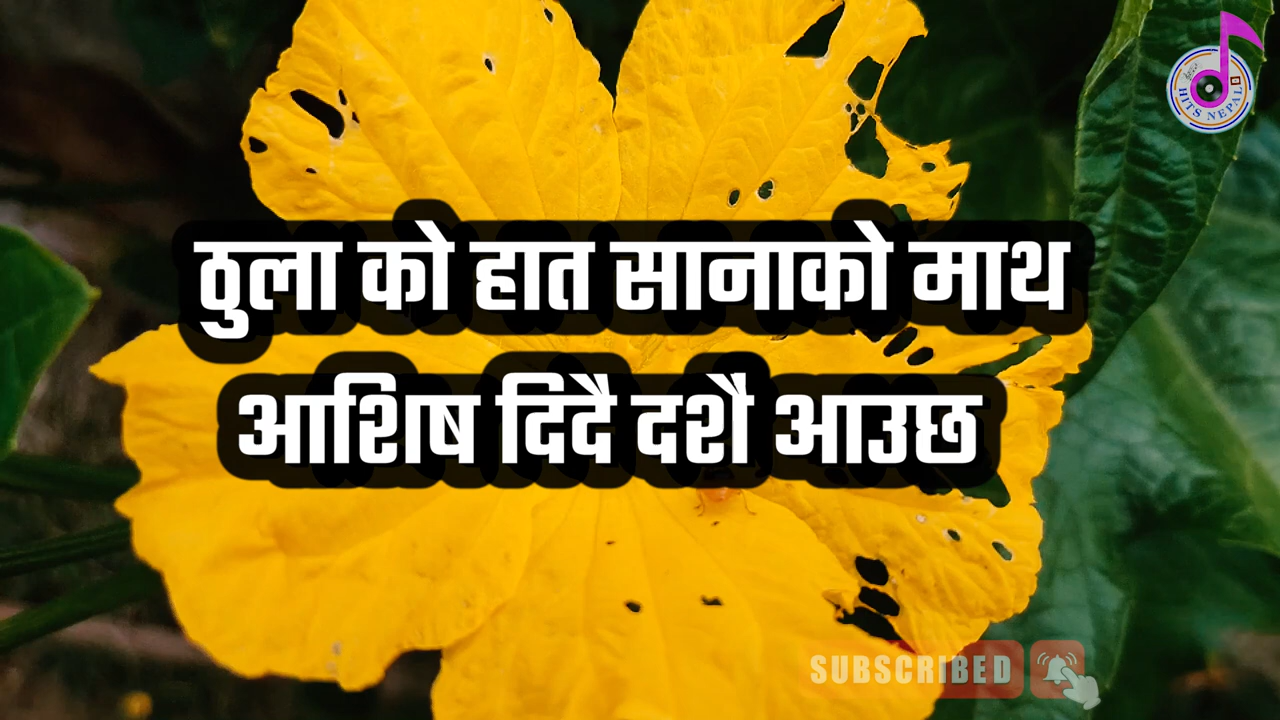 HITS NEPAL
ठुला को हात सानाको माथ
आशिष दिदै दशै आउछ
SUBSCRIBED